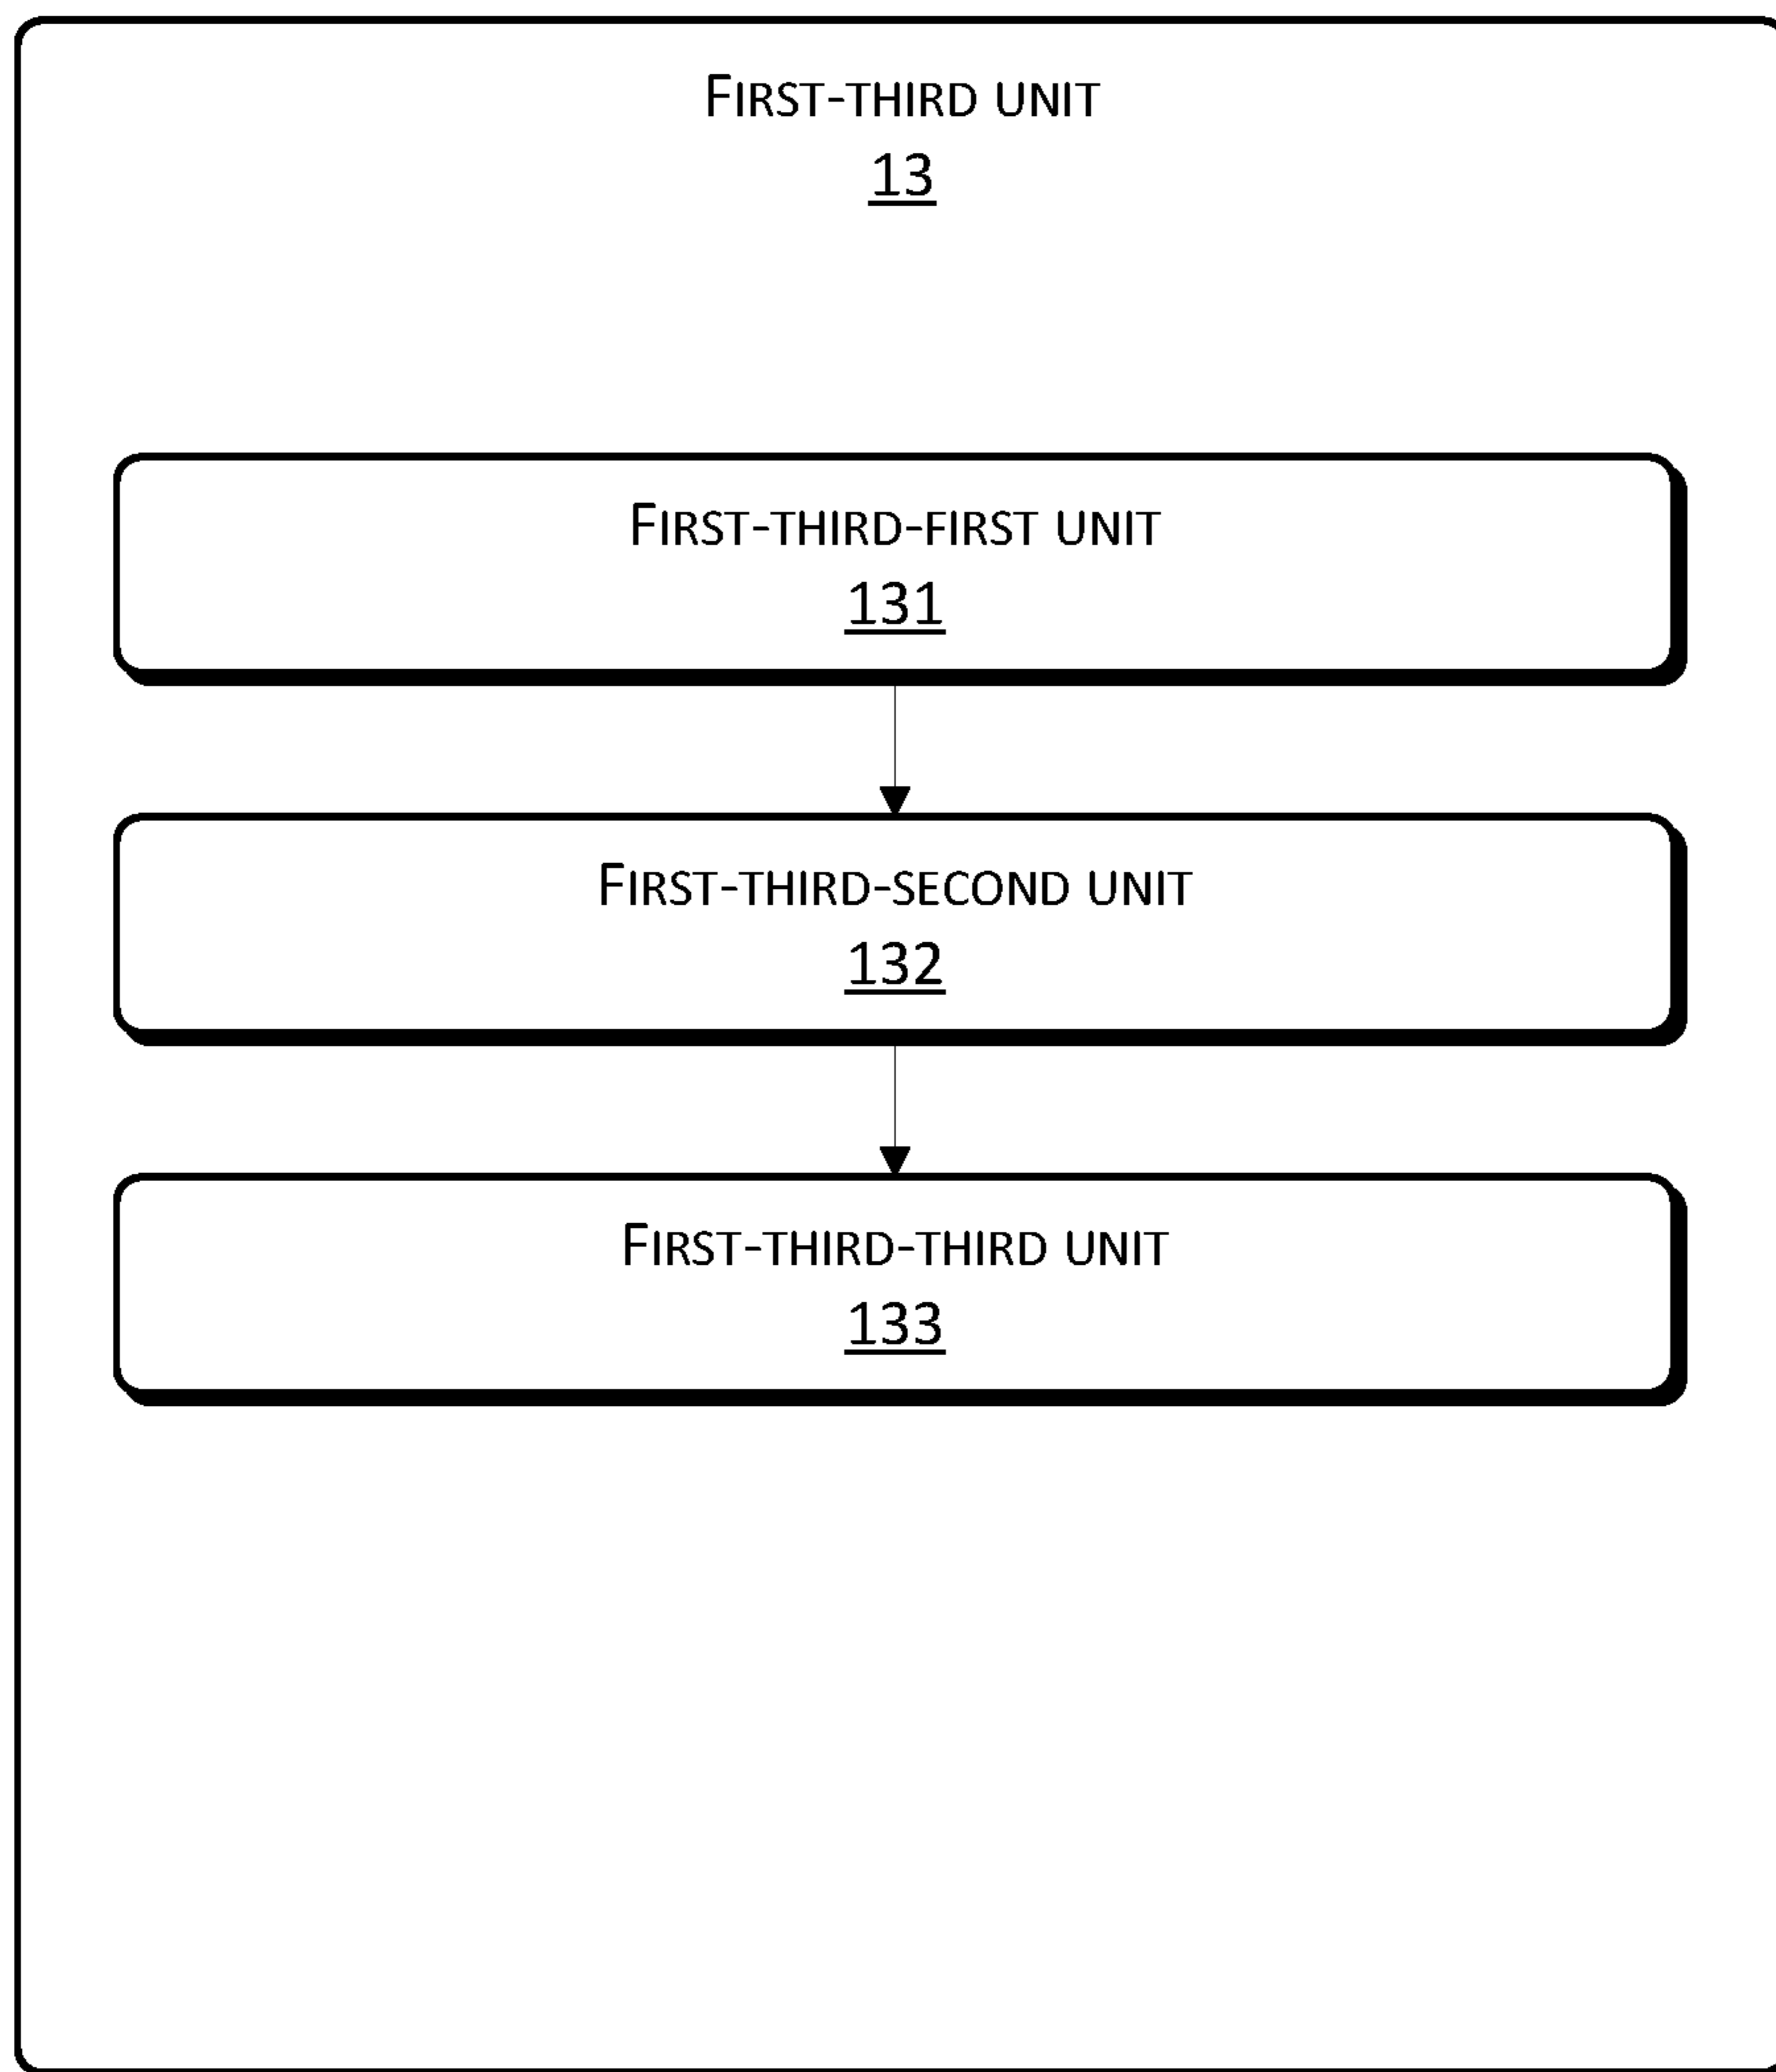 First-third unit
13
First-third-first unit
131
First-third-second unit
132
First-third-third unit
133